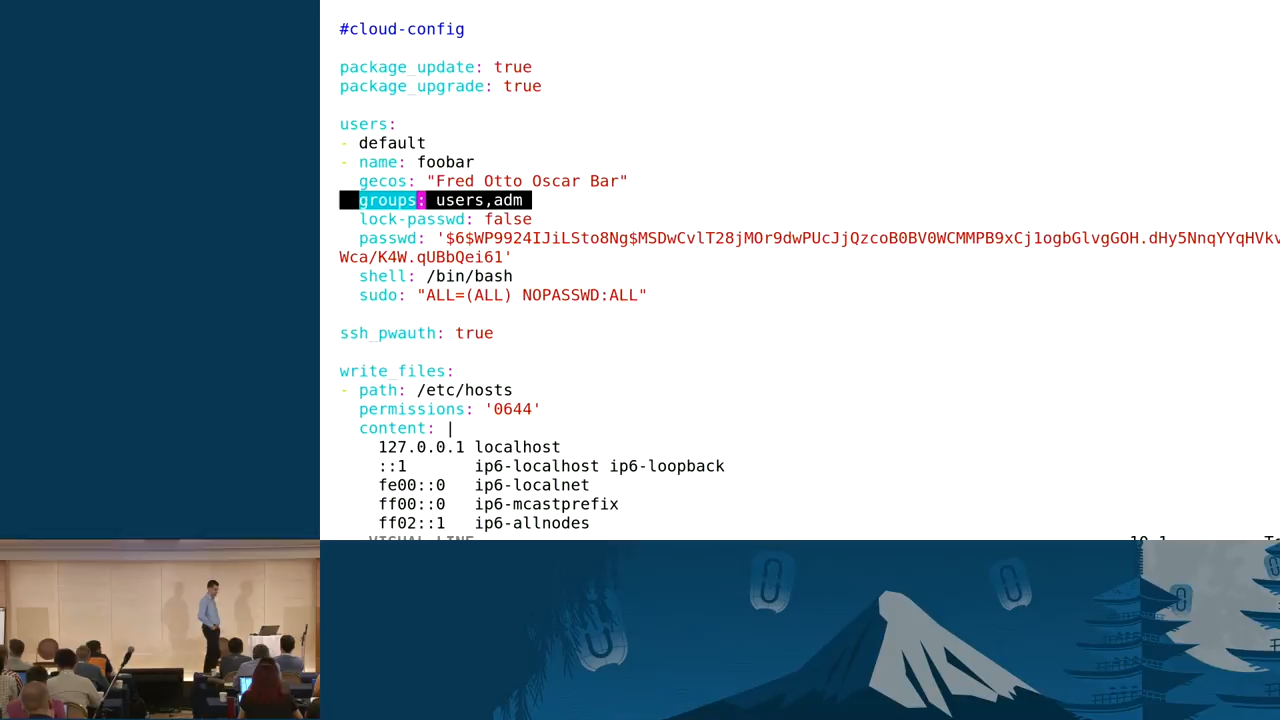 #cloud-config
package_update: true
package_upgrade: true
users:
- default
- name: foobar
gecos: "Fred Otto Oscar Bar"
groups: users,adm
lock-passwd: false
passwd: '$6$WP9924IJiLSto8Ng$MSDwCvlT28jMOr9dwPUcJjQzcoB0BV0WCMMPB9xCj1ogbGlvgGOH.dHy5NnqYYqHVkv
Wca/K4W.qUBbQei61'
shell: /bin/bash
sudo: "ALL=(ALL) NOPASSWD:ALL"
ssh_pwauth: true
write_files:
- path: /etc/hosts
permissions: '0644'
content: |
127.0.0.1 localhost
::1 ip6-localhost ip6-loopback
fe00::0 ip6-localnet
ff00::0 ip6-mcastprefix
ff02::1 ip6-allnodes
VISUAL LINE